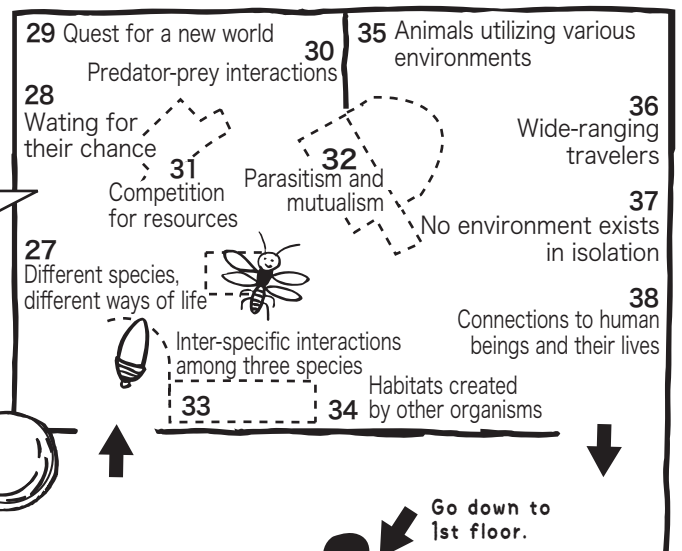 29 Quest for a new world
30
Predator-prey interactions
35 Animals utilizing various
environments
28
Wating for
their chance
36
Wide-ranging
travelers
31
Competition
for resources
32
Parasitism and
mutualism
37
No environment exists
in isolation
27
Different species,
different ways of life
38
Connections to human
beings and their lives
Inter-specific interactions
among three species
33
34 Habitats created
by other organisms
Go down to
1st floor.